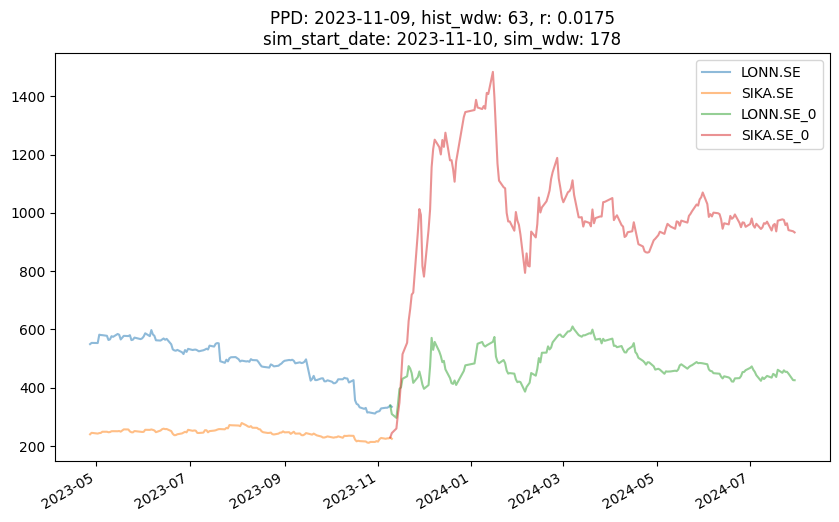 PPD: 2023-11-09, hist_wdw: 63, r: 0.0175
sim_start_date: 2023-11-10, sim_wdw: 178
LONN.SE
SIKA.SE
LONN.SE_0
SIKA.SE_0
1400
1200
1000
800
600
400
200
2023-05
2023-07
2023-09
2023-11
2024-01
2024-03
2024-05
2024-07